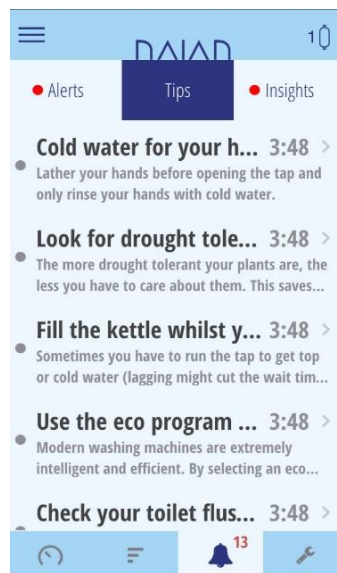 NAIAD
1
Alerts
Tips
Insights
Cold water for your h... 3:48
Lather your hands before opening the tap and
only rinse your hands with cold water.
Look for drought tole... 3:48
The more drought tolerant your plants are, the
less you have to care about them. This saves...
Fill the kettle whilst y... 3:48
Sometimes you have to run the tap to get top
or cold water (lagging might cut the wait tim...
Use the eco program ... 3:48
Modern washing machines are extremely
intelligent and efficient. By selecting an eco...
Check your toilet flus... 3:48
13